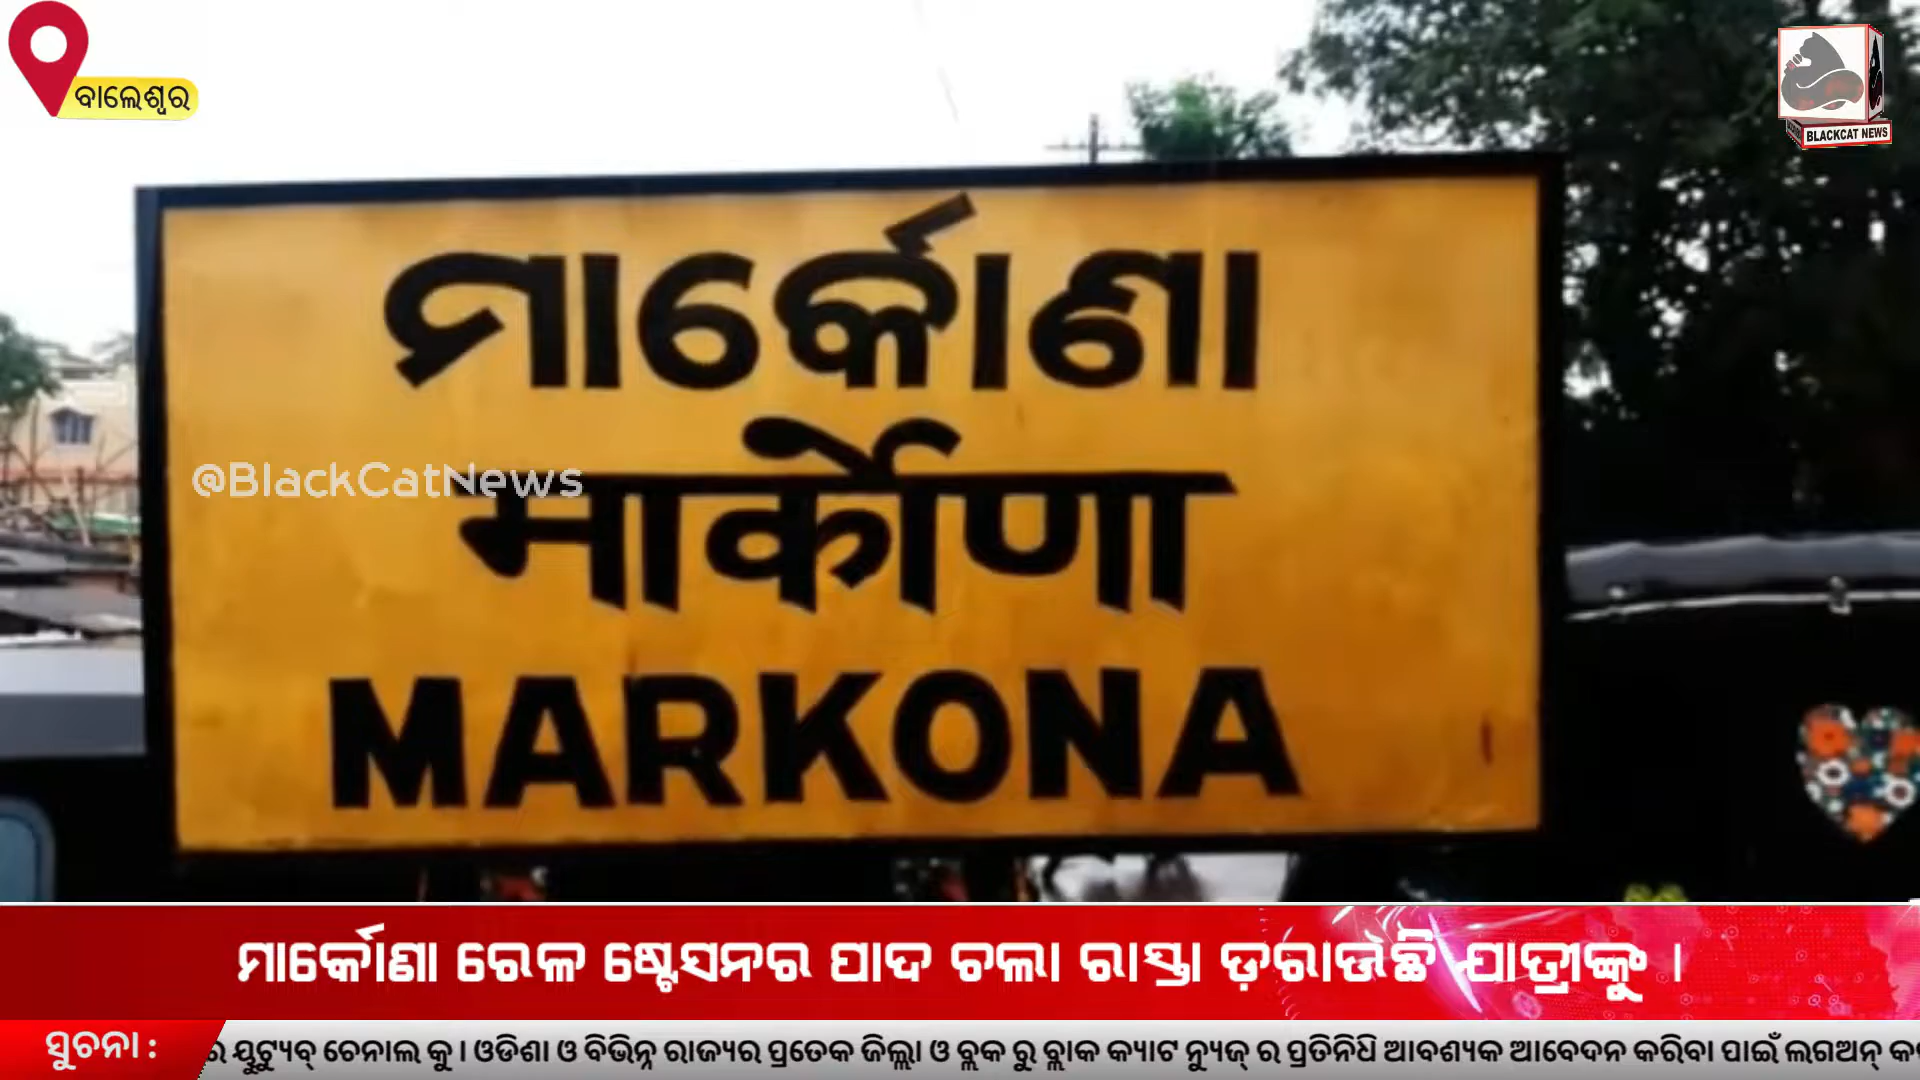 ବାଲେଶ୍ଵର
BLACKCAT NEWS
ମାର୍କୋଣା
@BlackCatNews
मार्कोणा
MARKONA
ମାର୍କୋଣା ରେଳ ଷ୍ଟେସନର ପାଦ ଚଲା ରାସ୍ତା ଡ଼ରାଉଛି ଯାତ୍ରୀଙ୍କୁ ।
ସୁଚନା :
ୟୁଟ୍ୟୁବ୍ ଚେନାଲ କୁ । ଓଡିଶା ଓ ବିଭିନ୍ନ ରାଜ୍ୟର ପ୍ରତେକ ଜିଲ୍ଲା ଓ ବ୍ଲକ ରୁ ବ୍ଲାକ କ୍ୟାଟ ନ୍ୟୁଜ୍ ର ପ୍ରତିନିଧି ଆବଶ୍ୟକ ଆବେଦନ କରିବା ପାଇଁ ଲଗଅନ୍